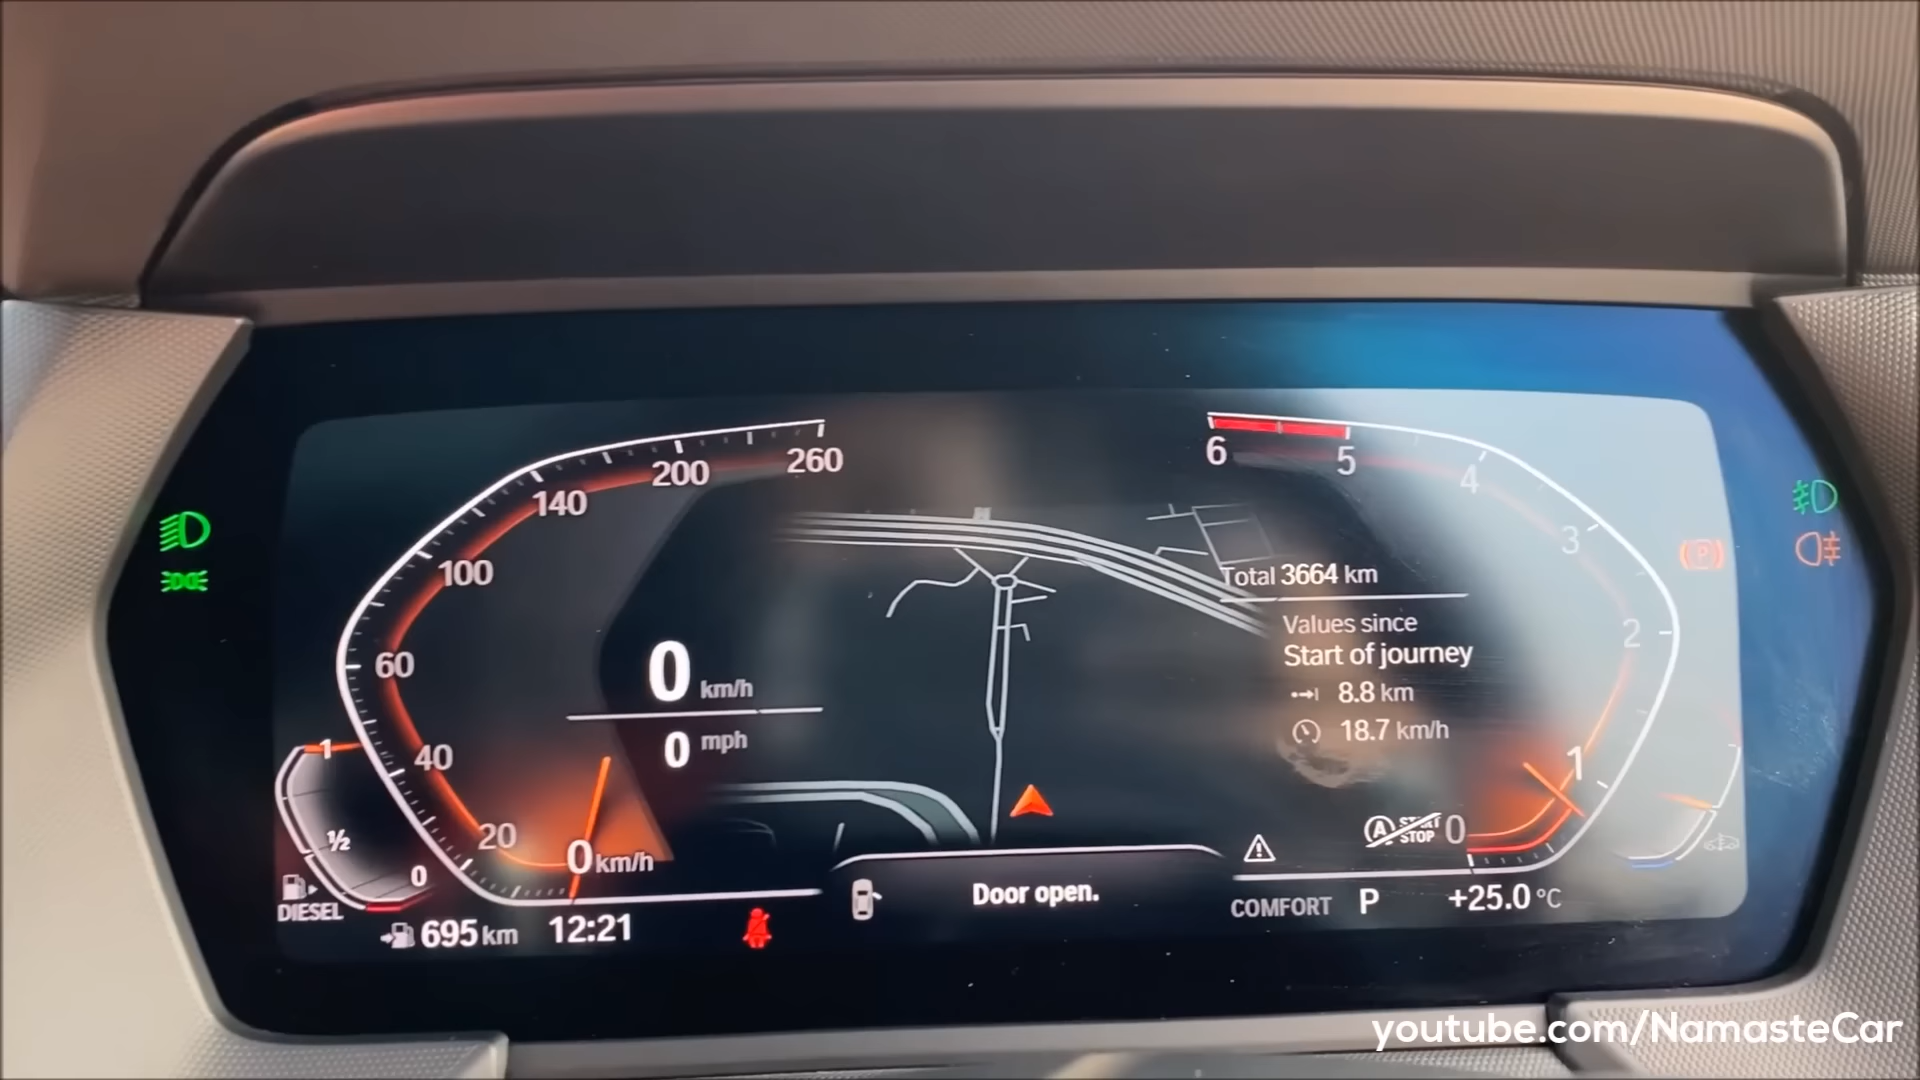 260
200
140
100
60
40
20
0 km/h
0 km/h
0 mph
6
5
4
3
2
1
0
Total 3664 km
Values since
Start of journey
8.8 km
18.7 km/h
A START
STOP
1
½
0
DIESEL
695 km
12:21
Door open.
COMFORT P +25.0 °C
(P)
youtube.com/NamasteCar